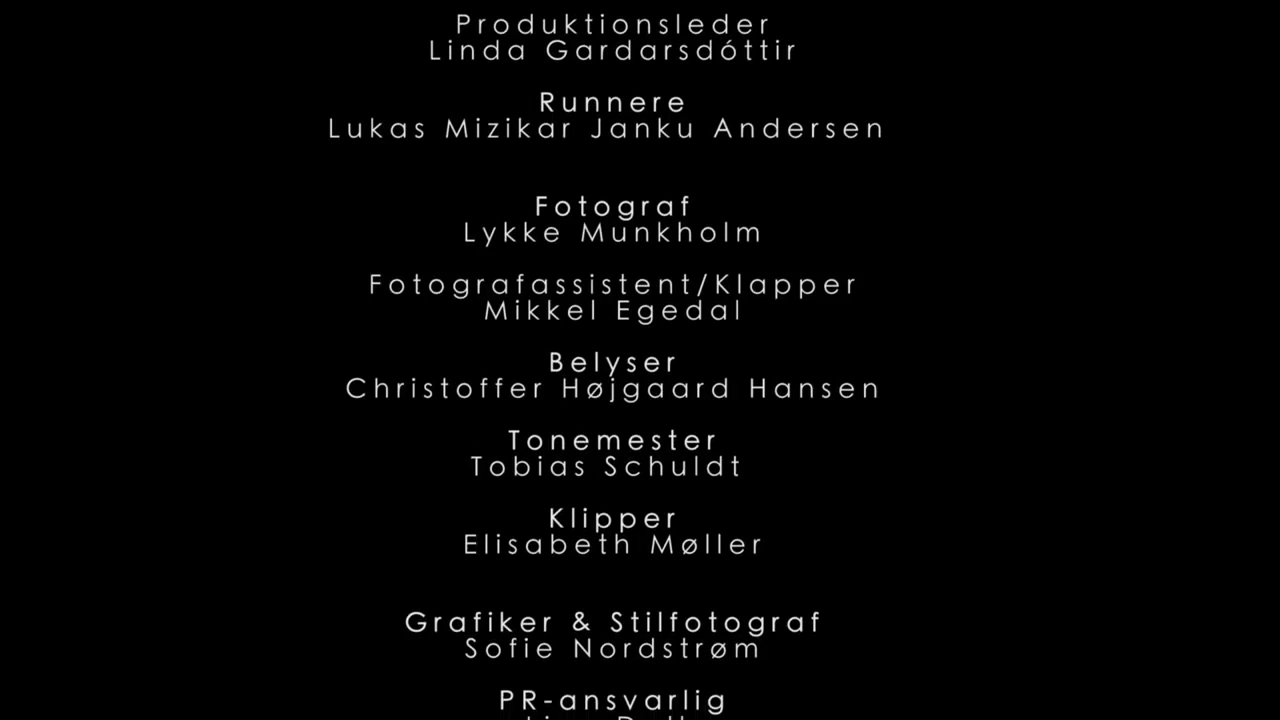 Produktionsleder
Linda Gardarsdóttir
Runnere
Lukas Mizikar Janku Andersen
Fotograf
Lykke Munkholm
Fotografassistent/Klapper
Mikkel Egedal
Belyser
Christoffer Højgaard Hansen
Tonemester
Tobias Schuldt
Klipper
Elisabeth Møller
Grafiker & Stilfotograf
Sofie Nordstrøm
PR-ansvarlig